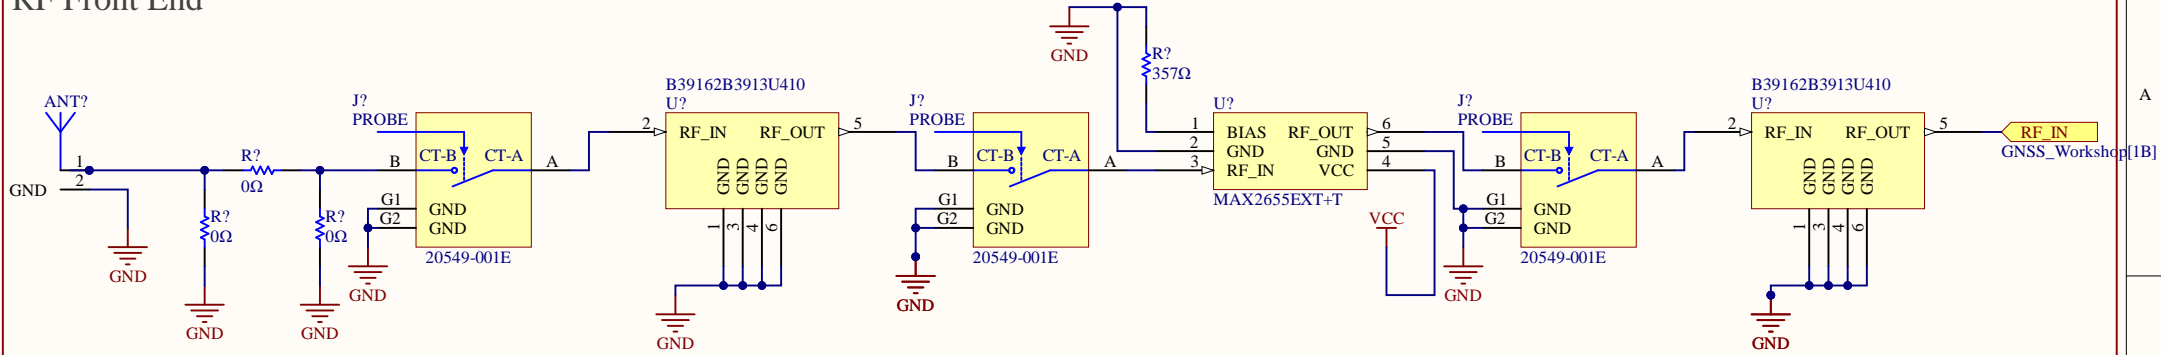 RF Front End
ANT?
1
2
GND
GND
R?
0Ω
R?
0Ω
GND
R?
0Ω
GND
J?
PROBE
B
CT-B
CT-A
A
G1
GND
G2
GND
20549-001E
GND
B39162B3913U410
U?
2
RF_IN
RF_OUT
5
GND
GND
GND
GND
1
3
4
6
GND
J?
PROBE
B
CT-B
CT-A
A
G1
GND
G2
GND
20549-001E
GND
GND
R?
357Ω
U?
1
BIAS
RF_OUT
6
2
GND
GND
5
3
RF_IN
VCC
4
MAX2655EXT+T
VCC
J?
PROBE
B
CT-B
CT-A
A
G1
GND
G2
GND
20549-001E
GND
B39162B3913U410
U?
2
RF_IN
RF_OUT
5
GND
GND
GND
GND
1
3
4
6
GND
RF_IN
GNSS_Workshop[1B]
A